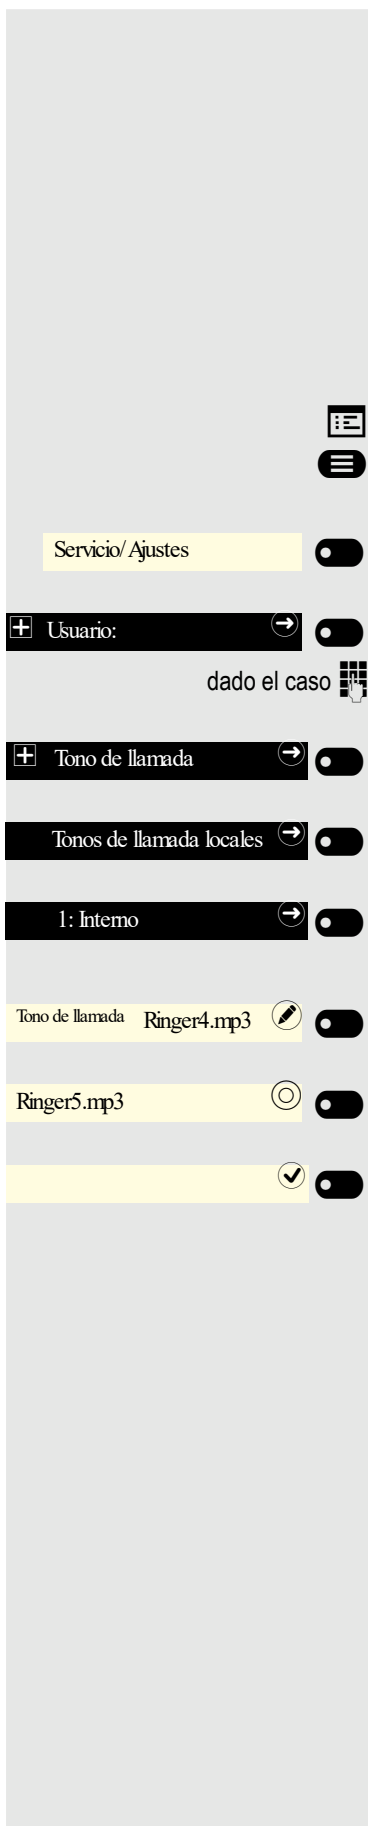 Servicio/Ajustes
Usuario:
dado el caso
Tono de llamada
Tonos de llamada locales
1: Interno
Tono de llamada Ringer4.mp3
Ringer5.mp3